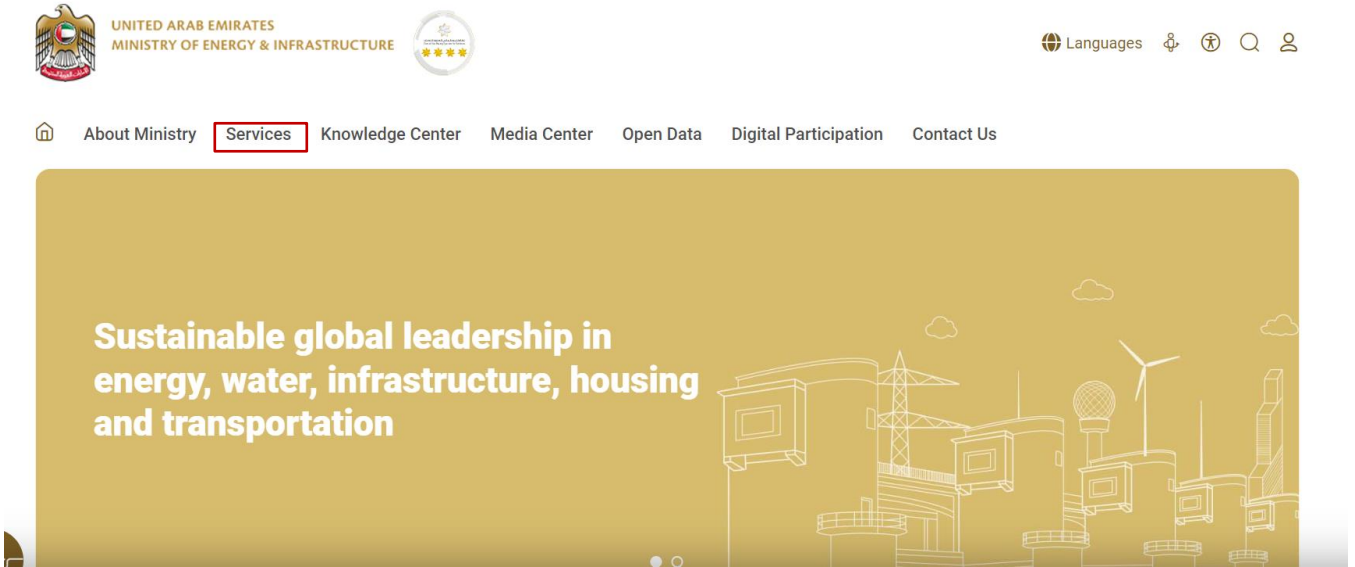 UNITED ARAB EMIRATES
MINISTRY OF ENERGY & INFRASTRUCTURE
Languages
About Ministry Services Knowledge Center Media Center Open Data Digital Participation Contact Us
Sustainable global leadership in
energy, water, infrastructure, housing
and transportation